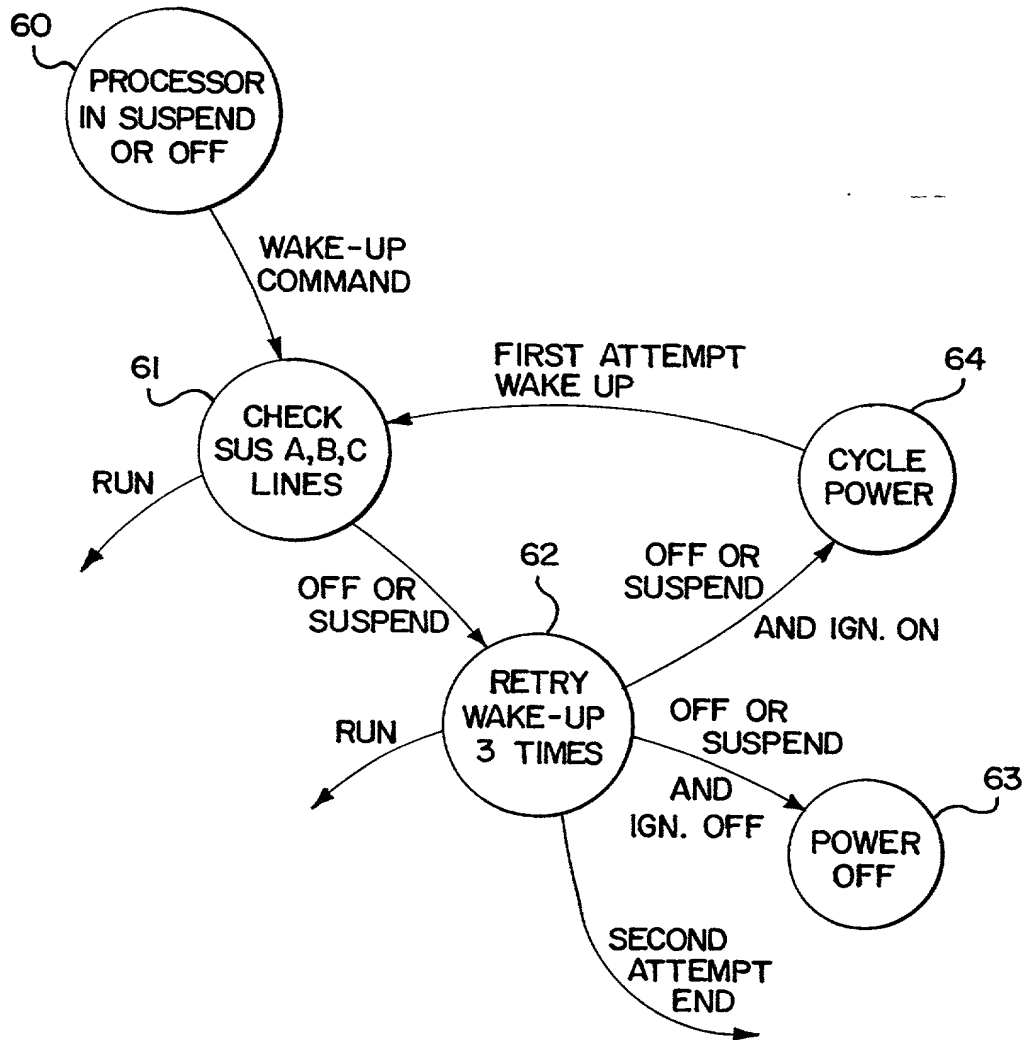 60
PROCESSOR
IN SUSPEND
OR OFF
WAKE-UP
COMMAND
61
CHECK
SUS A,B,C
LINES
RUN
FIRST ATTEMPT
WAKE UP
64
CYCLE
POWER
OFF OR
SUSPEND
62
OFF OR
SUSPEND
AND IGN. ON
RETRY
WAKE-UP
3 TIMES
RUN
OFF OR
SUSPEND
AND
IGN. OFF
63
POWER
OFF
SECOND
ATTEMPT
END